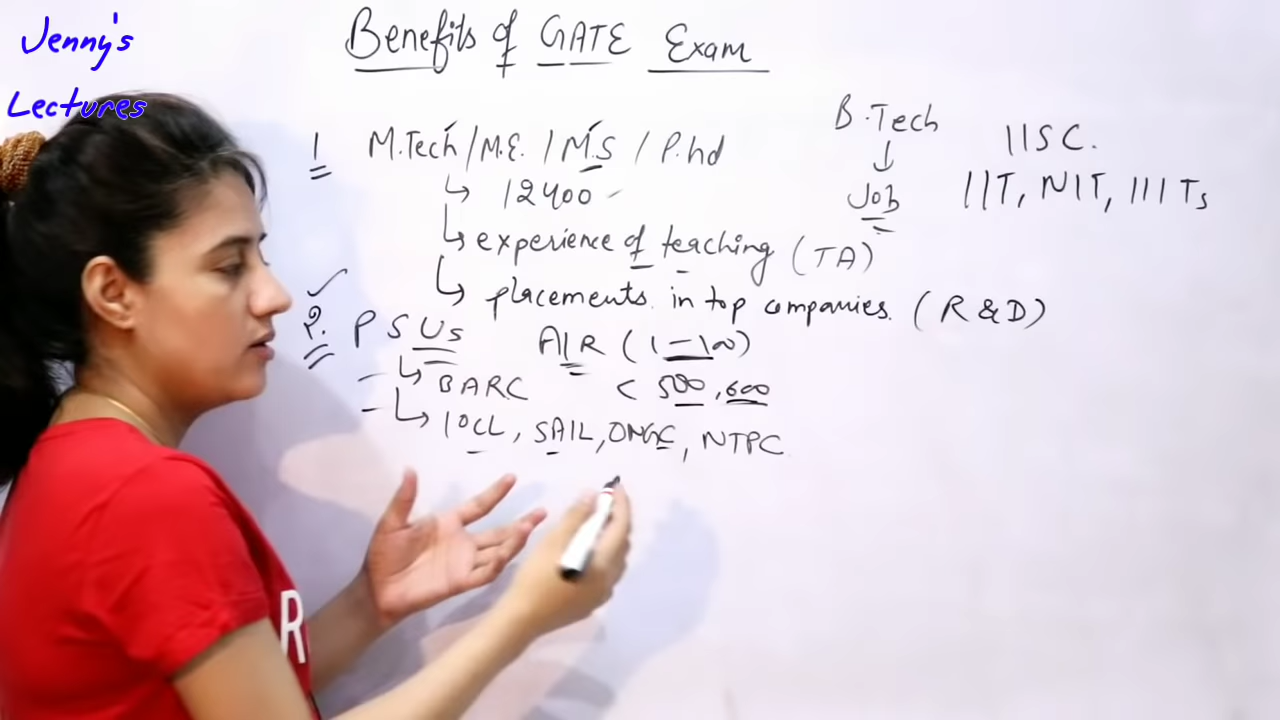 Jenny's
Lectures
Benefits of GATE Exam
1 M.Tech/M.E./M.S/P.hd
B.Tech
IISC.
↳ 12400
↓
Job
IIT, NIT, IIITs
↳ experience of teaching (TA)
↳ placements in top companies. (R&D)
2. PSUs
AIR (1-100)
↳ BARC
< 500, 600
↳ IOCL, SAIL, ONGC, NTPC
R